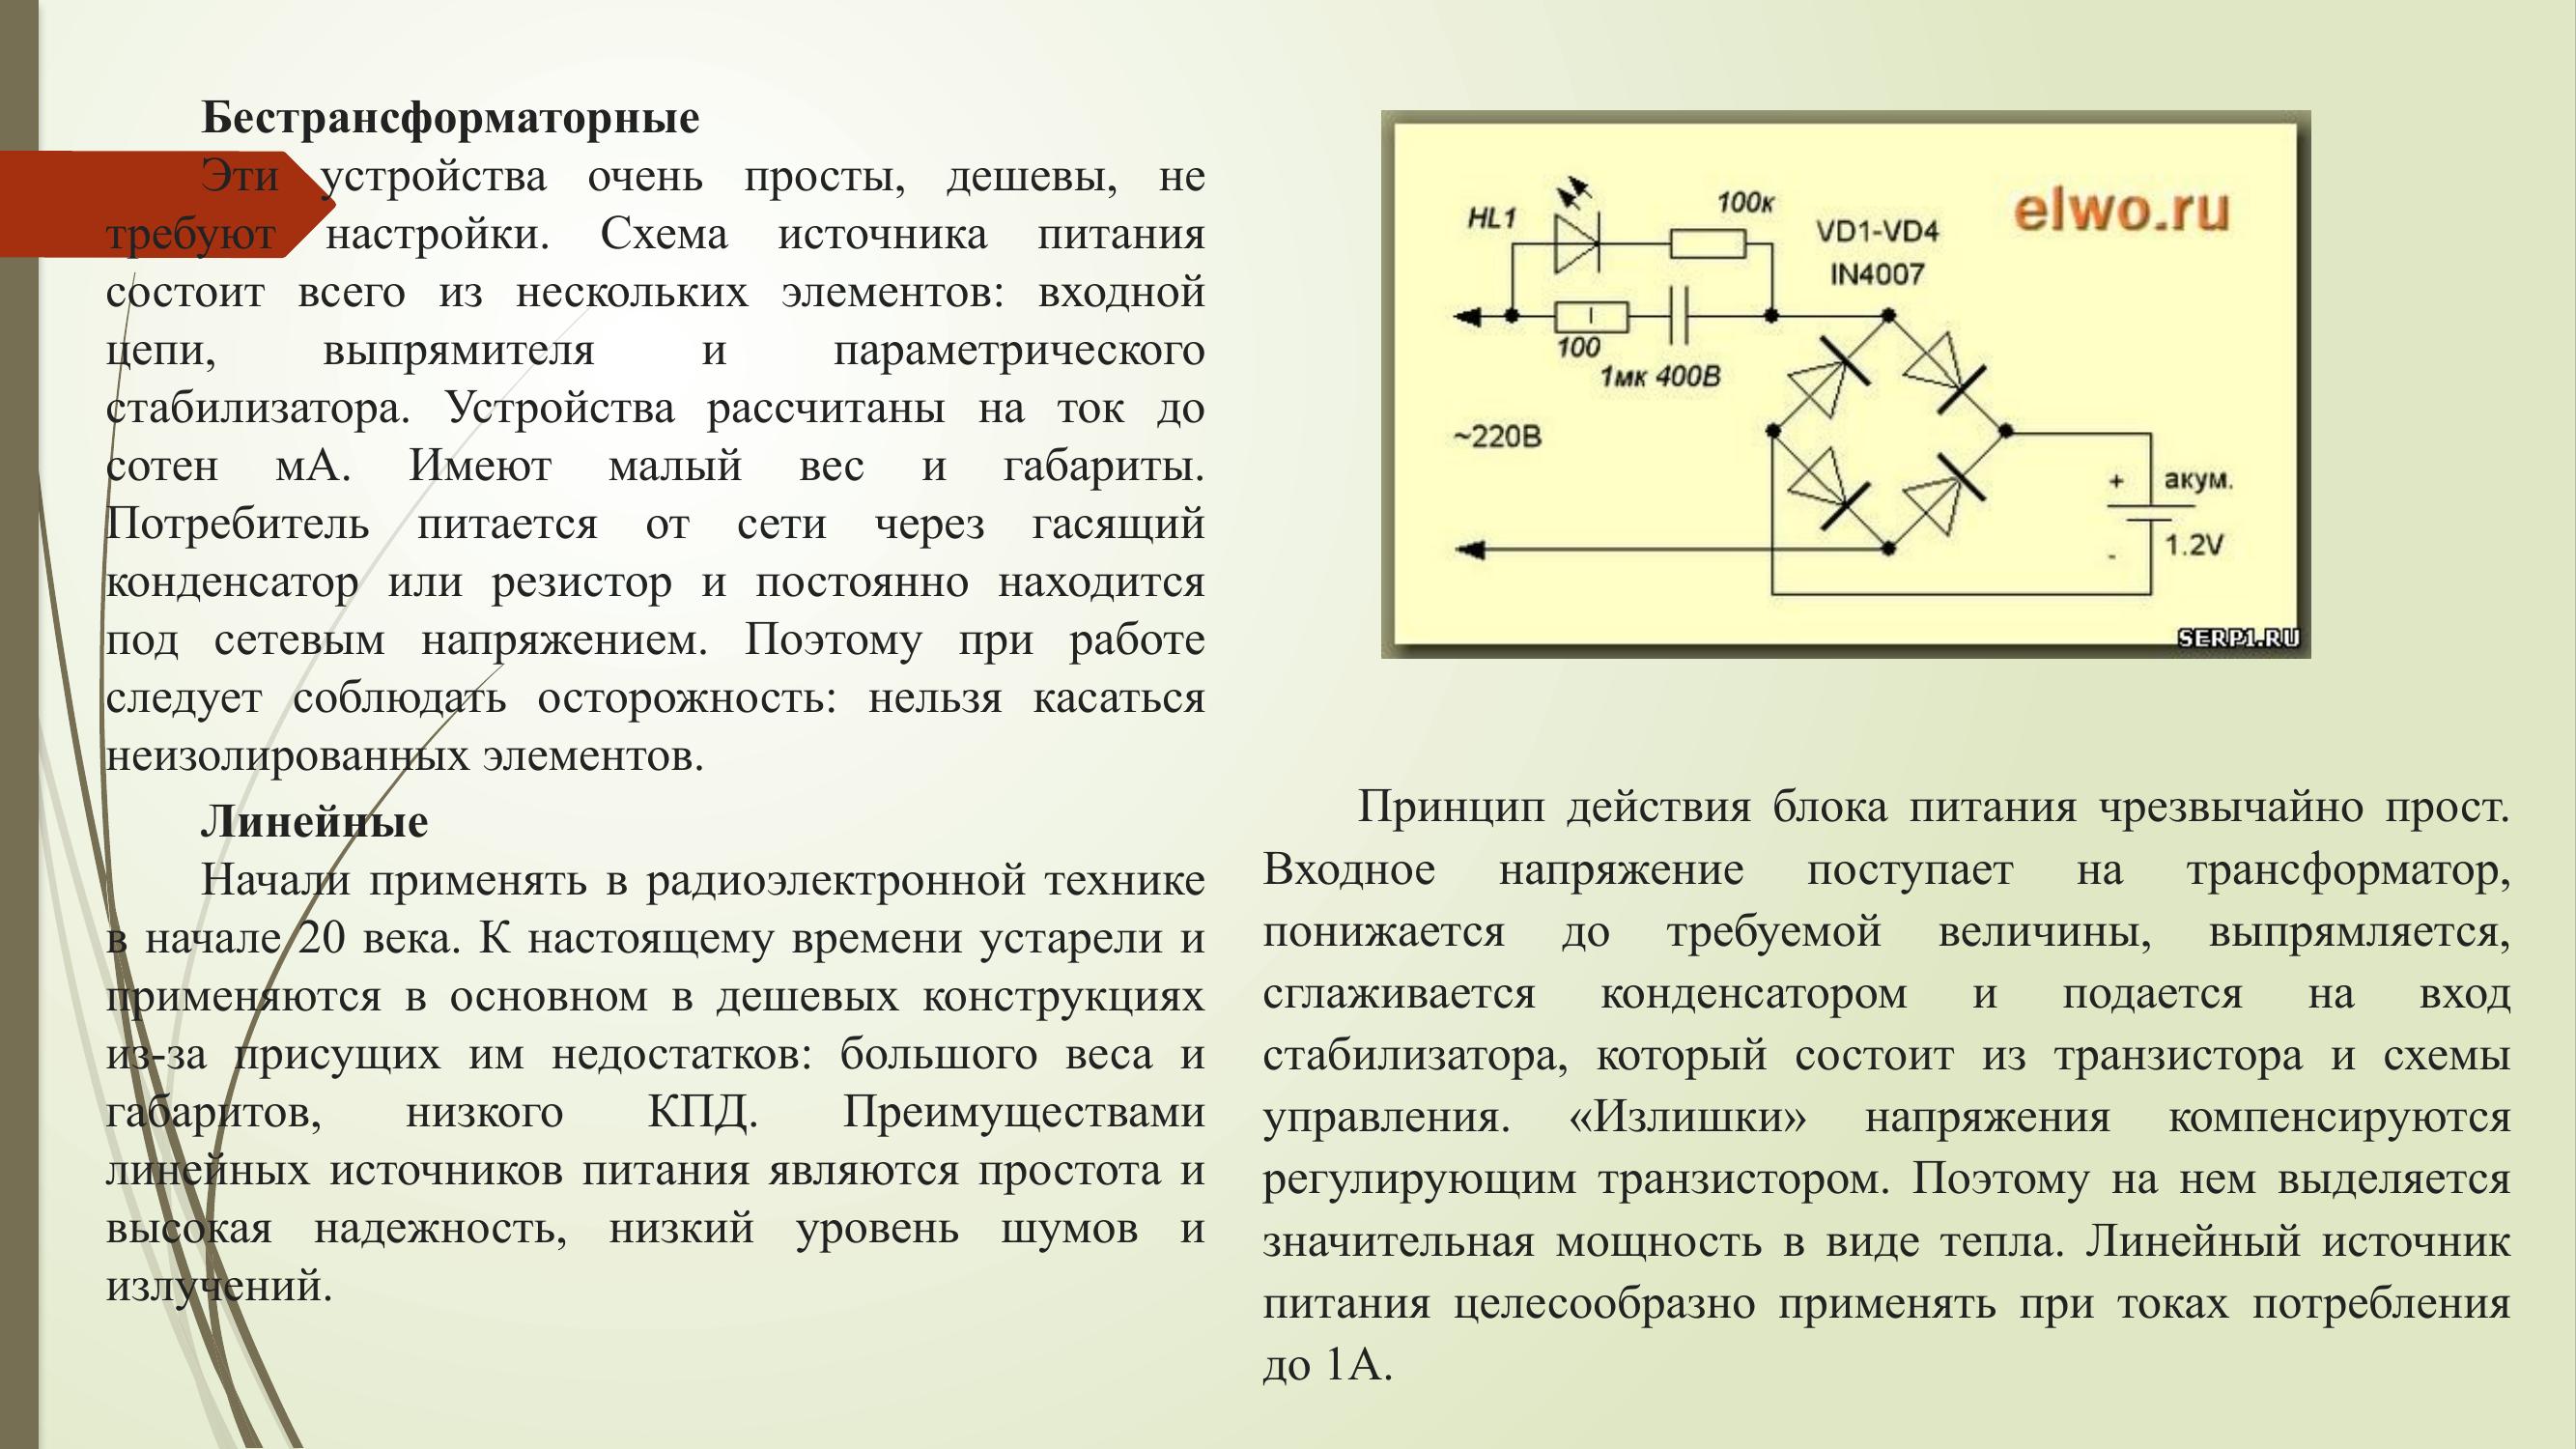 Бестрансформаторные
Эти устройства очень просты, дешевы, не
требуют настройки. Схема источника питания
состоит всего из нескольких элементов: входной
цепи, выпрямителя и параметрического
стабилизатора. Устройства рассчитаны на ток до
сотен мА. Имеют малый вес и габариты.
Потребитель питается от сети через гасящий
конденсатор или резистор и постоянно находится
под сетевым напряжением. Поэтому при работе
следует соблюдать осторожность: нельзя касаться
неизолированных элементов.
Линейные
Начали применять в радиоэлектронной технике
в начале 20 века. К настоящему времени устарели и
применяются в основном в дешевых конструкциях
из-за присущих им недостатков: большого веса и
габаритов, низкого КПД. Преимуществами
линейных источников питания являются простота и
высокая надежность, низкий уровень шумов и
излучений.
HL1
100к
VD1-VD4
IN4007
elwo.ru
100
1мк 400В
~220В
+ акум.
- 1.2V
SERP1.RU
Принцип действия блока питания чрезвычайно прост.
Входное напряжение поступает на трансформатор,
понижается до требуемой величины, выпрямляется,
сглаживается конденсатором и подается на вход
стабилизатора, который состоит из транзистора и схемы
управления. «Излишки» напряжения компенсируются
регулирующим транзистором. Поэтому на нем выделяется
значительная мощность в виде тепла. Линейный источник
питания целесообразно применять при токах потребления
до 1А.